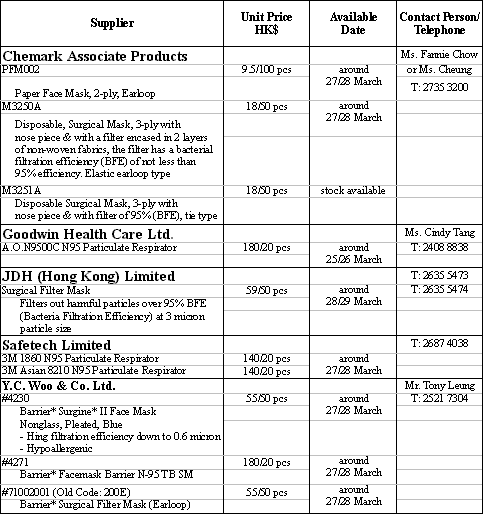 Supplier Unit Price HK$ Available Date Contact Person/ Telephone
Chemark Associate Products Ms. Fannie Chow
PFM002 9.5/100 pcs around 27/28 March or Ms. Cheung
Paper Face Mask, 2-ply, Earloop T: 2735 3200
M3250A 18/50 pcs around 27/28 March
Disposable, Surgical Mask, 3-ply with
nose piece & with a filter encased in 2 layers
of non-woven fabrics, the filter has a bacterial
filtration efficiency (BFE) of not less than
95% efficiency. Elastic earloop type
M3251A 18/50 pcs stock available
Disposable Surgical Mask, 3-ply with
nose piece & with filter of 95% (BFE), tie type
Goodwin Health Care Ltd. Ms. Cindy Tang
A.O.N9500C N95 Particulate Respirator 180/20 pcs around 25/26 March T: 2408 8838
JDH (Hong Kong) Limited T: 2635 5473
Surgical Filter Mask 59/50 pcs around 28/29 March T: 2635 5474
Filters out harmful particles over 95% BFE
(Bacteria Filtration Efficiency) at 3 micron
particle size
Safetech Limited T: 2687 4038
3M 1860 N95 Particulate Respirator 140/20 pcs around
3M Asian 8210 N95 Particulate Respirator 140/20 pcs 27/28 March
Y.C. Woo & Co. Ltd. Mr. Tony Leung
#4230 55/50 pcs around 27/28 March T: 2521 7304
Barrier* Surgine* II Face Mask
Nonglass, Pleated, Blue
- Hing filtration efficiency down to 0.6 micron
- Hypoallergenic
#4271 180/20 pcs around 27/28 March
Barrier* Facemask Barrier N-95 TB SM
#71002001 (Old Code: 200E) 55/50 pcs around 27/28 March
Barrier* Surgical Filter Mask (Earloop)